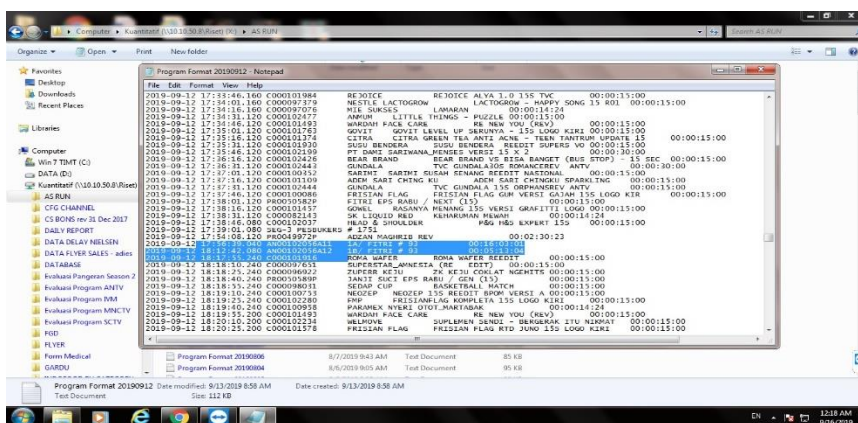 Computer ▸ Kuantitatif (\\10.10.50.8\Riset) (X:) ▸ AS RUN
Search AS RUN
Organize Open Print New folder
Favorites
Desktop
Downloads
Recent Places
Libraries
Computer
Win 7 TIMT (C:)
DATA (D:)
Kuantitatif (\\10.10.50.8\Riset)
AS RUN
CFG CHANNEL
CS BONS rev 31 Dec 2017
DAILY REPORT
DATA DELAY NIELSEN
DATA FLYER SALES - adies
DATABASE
Evaluasi Pangeran Season 2
Evaluasi Program ANTV
Evaluasi Program IVM
Evaluasi Program MNCTV
Evaluasi Program SCTV
FGD
FLYER
Form Medical
GARDU
Program Format 20190912 - Notepad
File Edit Format View Help
2019-09-12 17:33:46.160 C000101984 REJOICE REJOICE ALYA 1.0 15S TVC 00:00:15:00
2019-09-12 17:34:01.160 C000097379 NESTLE LACTOGROW LACTOGROW - HAPPY SONG 15 R01 00:00:15:00
2019-09-12 17:34:16.160 C000097076 MIE SUKSES LAMARAN 00:00:14:24
2019-09-12 17:34:31.120 C000102477 ANMUM LITTLE THINGS - PUZZLE 00:00:15:00
2019-09-12 17:34:46.120 C000101493 WARDAH FACE CARE RE NEW YOU (REV) 00:00:15:00
2019-09-12 17:35:01.120 C000101763 GOVIT GOVIT LEVEL UP SERUNYA - 15s LOGO KIRI 00:00:15:00
2019-09-12 17:35:16.120 C000101374 CITRA CITRA GREEN TEA ANTI ACNE - TEEN TANTRUM UPDATE 15 00:00:15:00
2019-09-12 17:35:31.120 C000101930 SUSU BENDERA SUSU BENDERA REEDIT SUPERS VO 00:00:15:00
2019-09-12 17:35:46.120 C000102199 PT DAMI SARIWANA_MENSES VERSI 15 X 2 00:00:30:00
2019-09-12 17:36:16.120 C000102426 BEAR BRAND BEAR BRAND VS BISA BANGET (BUS STOP) - 15 SEC 00:00:15:00
2019-09-12 17:36:31.120 C000102443 GUNDALA TVC GUNDALA30S ROMANCEREV ANTV 00:00:30:00
2019-09-12 17:37:01.120 C000100352 SARIMI SARIMI SUSAH SENANG REEDIT NASIONAL 00:00:15:00
2019-09-12 17:37:16.120 C000101109 ADEM SARI CHING KU ADEM SARI CHINGKU SPARKLING 00:00:15:00
2019-09-12 17:37:31.120 C000102444 GUNDALA TVC GUNDALA 15S ORPHANSREV ANTV 00:00:15:00
2019-09-12 17:37:46.120 C000100086 FRISIAN FLAG FRISIAN FLAG GUM VERSI GAJAH 15S LOGO KIR 00:00:15:00
2019-09-12 17:38:01.120 PR0050582P FITRI EPS RABU / NEXT (15) 00:00:15:00
2019-09-12 17:38:16.120 C000101457 GOWEL RASANYA MENANG 15S VERSI GRAFITTI LOGO 00:00:15:00
2019-09-12 17:38:31.120 C000082143 SK LIQUID RED KEHARUMAN MEWAH 00:00:14:24
2019-09-12 17:38:46.080 C000102037 HEAD & SHOULDER P&G H&S EXPERT 15S 00:00:15:00
2019-09-12 17:39:01.080 SEG-3 PESBUKERS # 1751
2019-09-12 17:54:08.120 PR0049972P ADZAN MAGHRIB REV 00:02:30:23
2019-09-12 17:56:39.040 AN00102056A11 1A/ FITRI # 93 00:16:03:01
2019-09-12 18:12:42.080 AN00102056A12 1B/ FITRI # 93 00:05:13:04
2019-09-12 18:17:55.240 C000101916 ROMA WAFER ROMA WAFER REEDIT 00:00:15:00
2019-09-12 18:18:10.240 C000097651 SUPERSTAR_AMNESIA (RE EDIT) 00:00:15:00
2019-09-12 18:18:25.240 C000096922 ZUPERR KEJU ZK KEJU COKLAT NGEHITS 00:00:15:00
2019-09-12 18:18:40.240 PR0050589P JANJI SUCI EPS RABU / GEN (15) 00:00:15:00
2019-09-12 18:18:55.240 C000098031 SEDAP CUP BASKETBALL MATCH 00:00:15:00
2019-09-12 18:19:10.240 C000100753 NEOZEP NEOZEP 15S REEDIT BPOM VERSI A 00:00:15:00
2019-09-12 18:19:25.240 C000102280 FMP FRISIANFLAG KOMPLETA 15S LOGO KIRI 00:00:15:00
2019-09-12 18:19:40.240 C000100958 PARAMEX NYERI OTOT_MARTABAK 00:00:14:24
2019-09-12 18:19:55.200 C000101493 WARDAH FACE CARE RE NEW YOU (REV) 00:00:15:00
2019-09-12 18:20:10.200 C000102234 WELMOVE SUPLEMEN SENDI - BERGERAK ITU NIKMAT 00:00:15:00
2019-09-12 18:20:25.200 C000101578 FRISIAN FLAG FRISIAN FLAG RTD JUNO 15S LOGO KIRI 00:00:15:00
Program Format 20190806 8/7/2019 9:43 AM Text Document 85 KB
Program Format 20190804 8/6/2019 9:05 AM Text Document 95 KB
Program Format 20190912 Date modified: 9/13/2019 8:58 AM Date created: 9/13/2019 8:58 AM
Text Document Size: 112 KB
EN 12:18 AM
9/16/2019